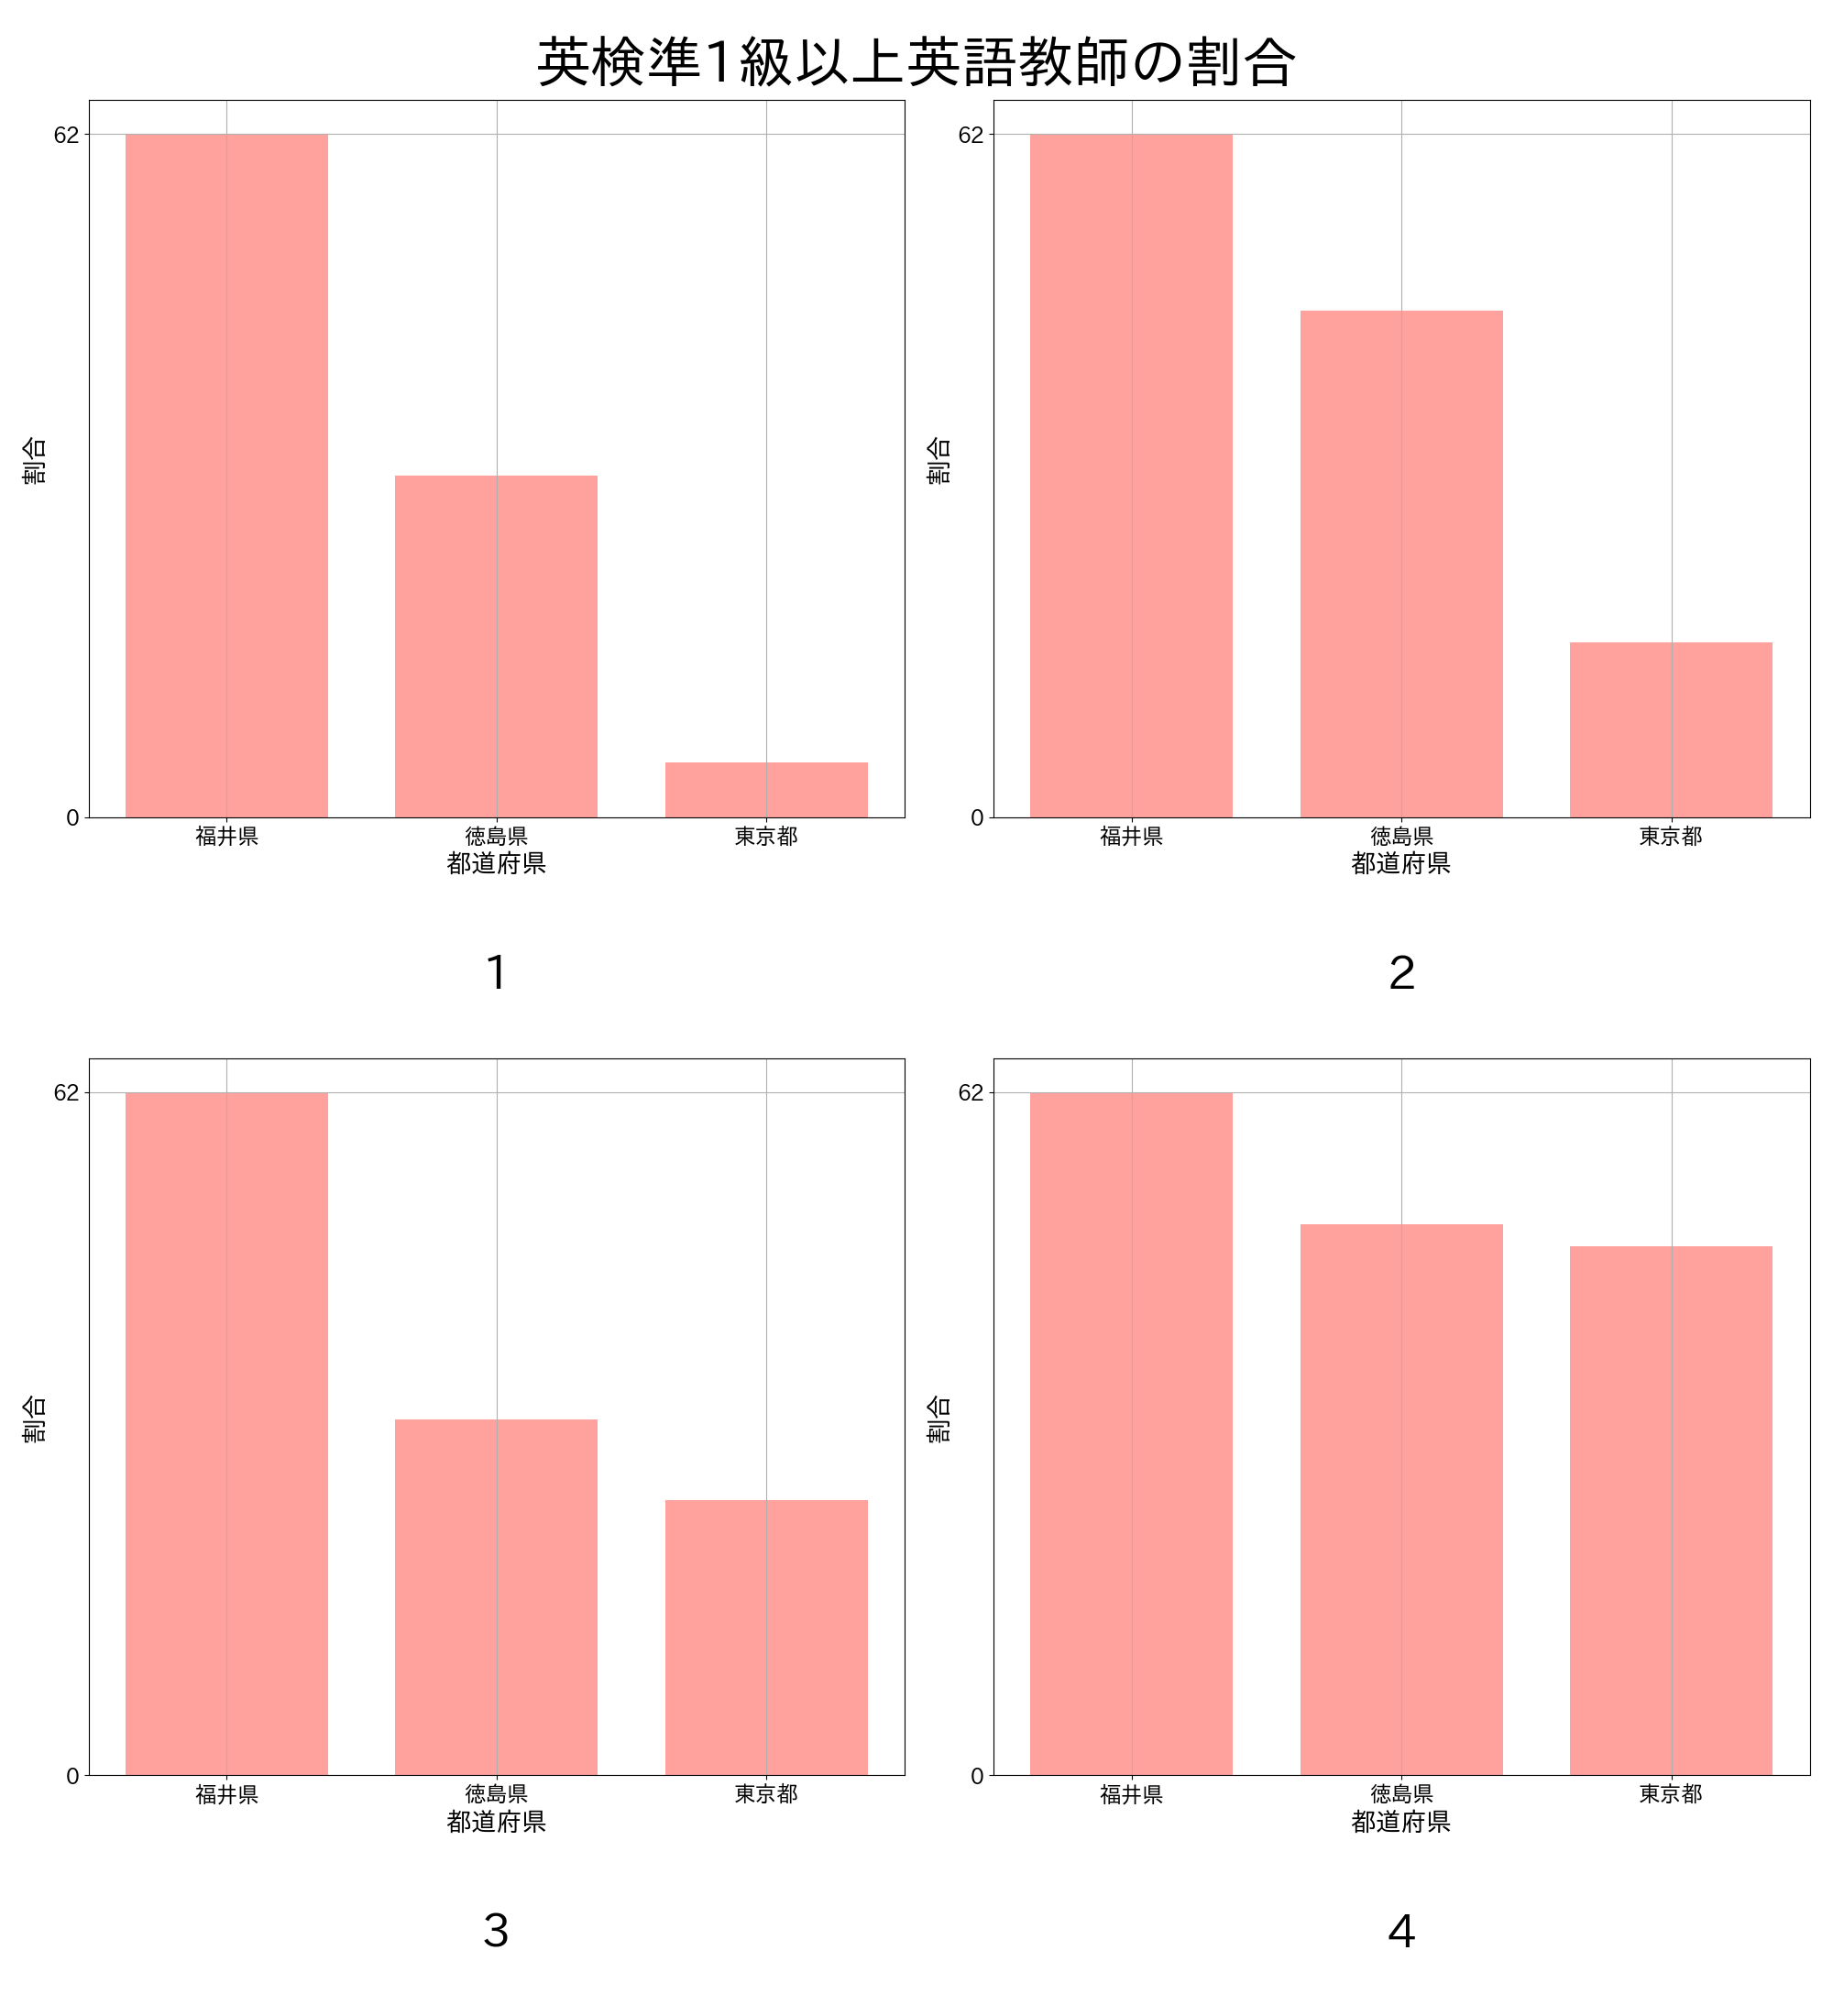 英検準1級以上英語教師の割合
62
0
割合
福井県 徳島県 東京都
都道府県
1
62
0
割合
福井県 徳島県 東京都
都道府県
2
62
0
割合
福井県 徳島県 東京都
都道府県
3
62
0
割合
福井県 徳島県 東京都
都道府県
4